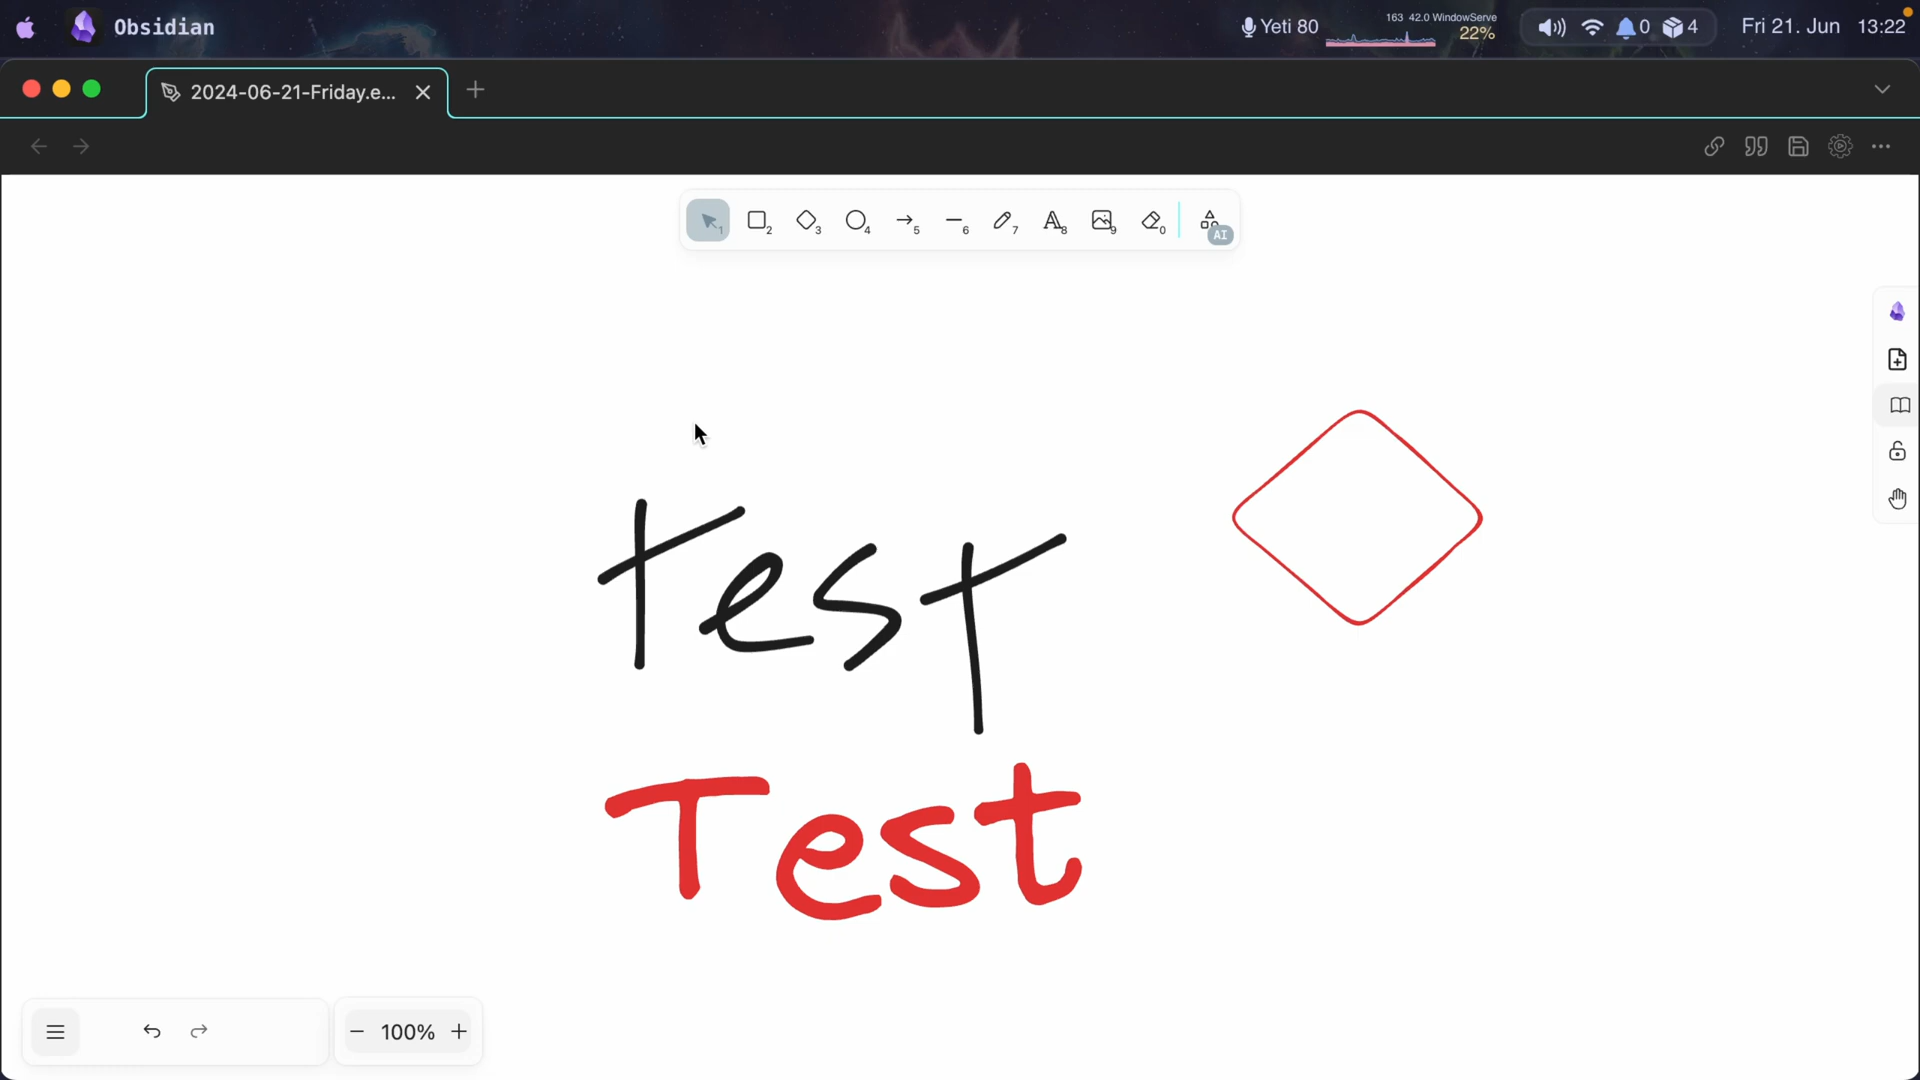 Obsidian
Yeti 80
163 42.0 WindowServe
22%
0
4
Fri 21. Jun 13:22
2024-06-21-Friday.e...
1 2 3 4 5 6 7 A 8 9 0 AI
Test
Test
100%